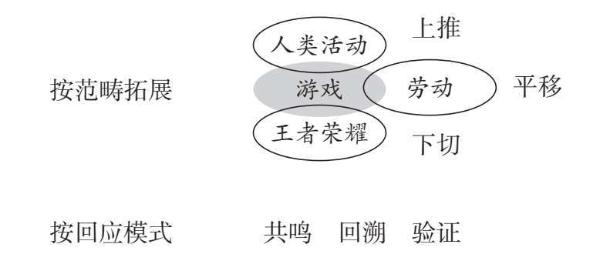 人类活动 上推
按范畴拓展 游戏 劳动 平移
王者荣耀 下切
按回应模式 共鸣 回溯 验证